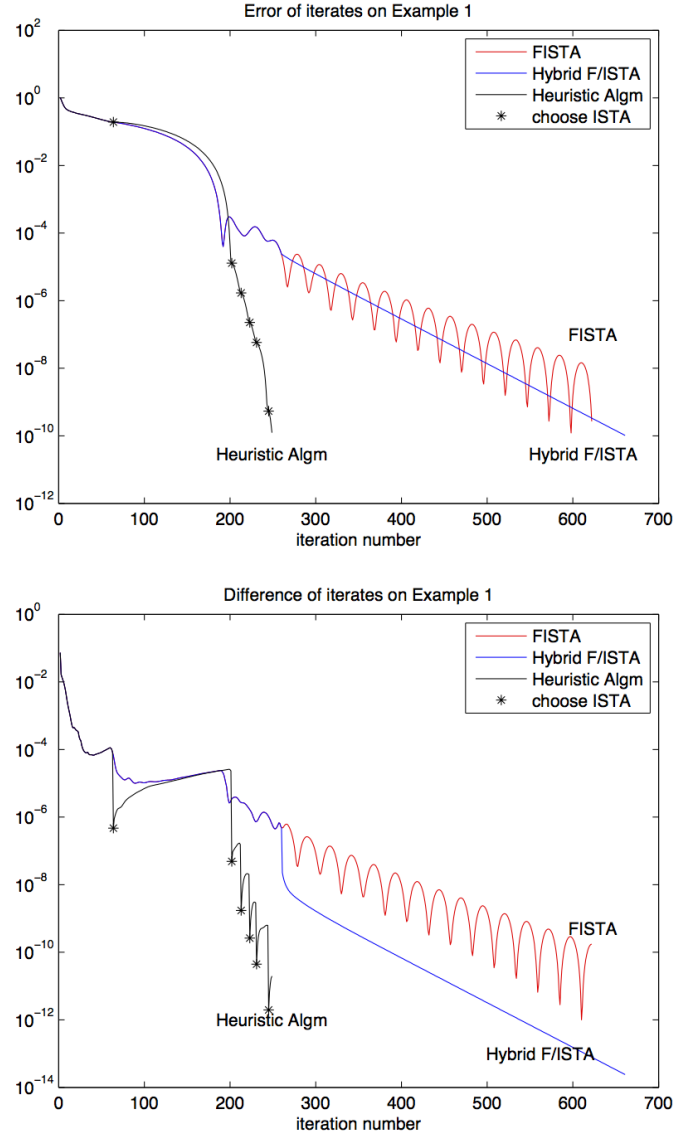 Error of iterates on Example 1
10^2
10^0
10^-2
10^-4
10^-6
10^-8
10^-10
10^-12
FISTA
Hybrid F/ISTA
Heuristic Algm
choose ISTA
FISTA
Heuristic Algm
Hybrid F/ISTA
0 100 200 300 400 500 600 700
iteration number
Difference of iterates on Example 1
10^0
10^-2
10^-4
10^-6
10^-8
10^-10
10^-12
10^-14
FISTA
Hybrid F/ISTA
Heuristic Algm
choose ISTA
FISTA
Heuristic Algm
Hybrid F/ISTA
0 100 200 300 400 500 600 700
iteration number